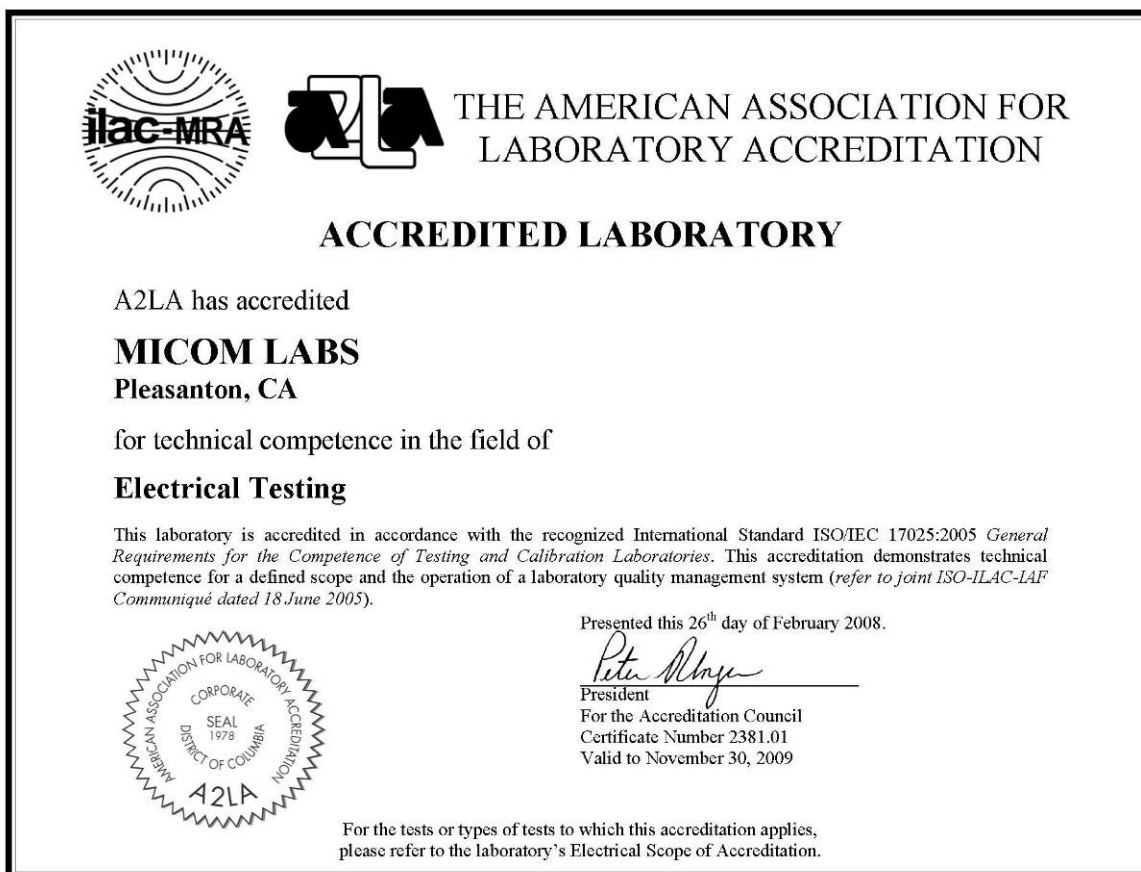 ilac-MRA
A2LA
THE AMERICAN ASSOCIATION FOR
LABORATORY ACCREDITATION
ACCREDITED LABORATORY
A2LA has accredited
MICOM LABS
Pleasanton, CA
for technical competence in the field of
Electrical Testing
This laboratory is accredited in accordance with the recognized International Standard ISO/IEC 17025:2005 General
Requirements for the Competence of Testing and Calibration Laboratories. This accreditation demonstrates technical
competence for a defined scope and the operation of a laboratory quality management system (refer to joint ISO-ILAC-IAF
Communiqué dated 18 June 2005).
Presented this 26th day of February 2008.
Peter
President
For the Accreditation Council
Certificate Number 2381.01
Valid to November 30, 2009
AMERICAN ASSOCIATION FOR LABORATORY ACCREDITATION
CORPORATE
SEAL
1978
DISTRICT OF COLUMBIA
A2LA
For the tests or types of tests to which this accreditation applies,
please refer to the laboratory's Electrical Scope of Accreditation.